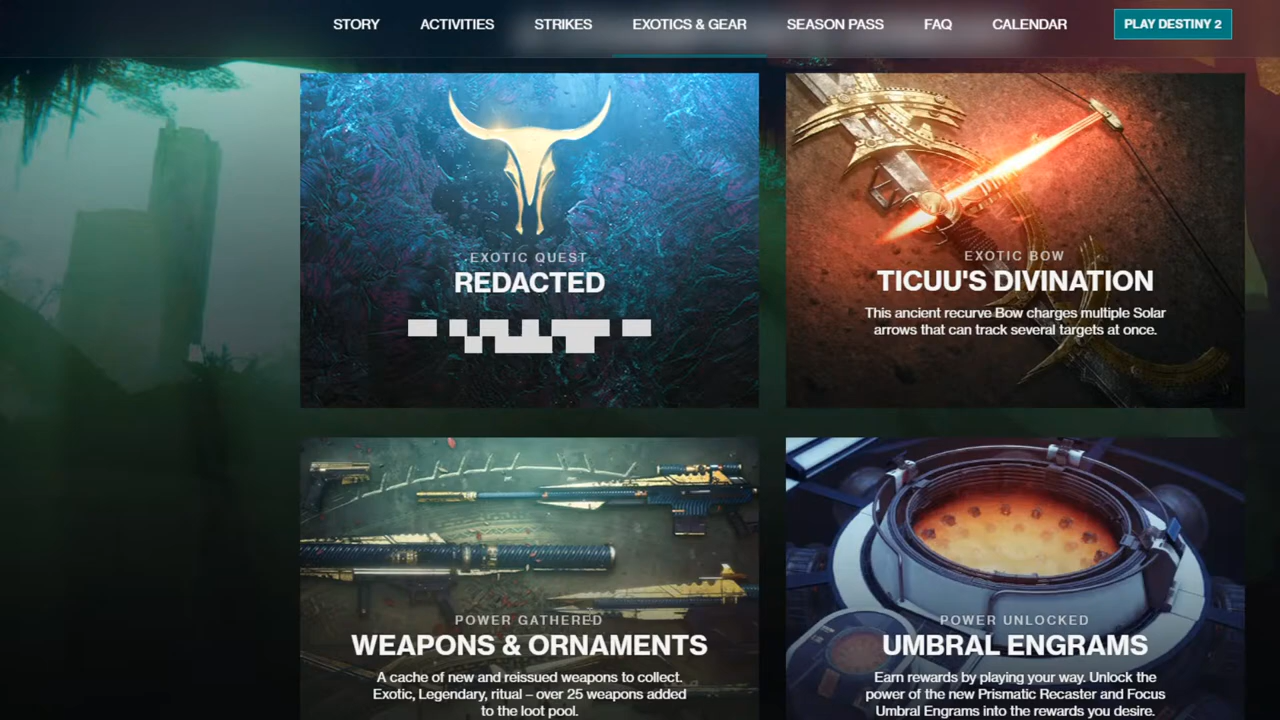 STORY ACTIVITIES STRIKES EXOTICS & GEAR SEASON PASS FAQ CALENDAR PLAY DESTINY 2
EXOTIC QUEST
REDACTED
EXOTIC BOW
TICUU'S DIVINATION
This ancient recurve Bow charges multiple Solar
arrows that can track several targets at once.
POWER GATHERED
WEAPONS & ORNAMENTS
A cache of new and reissued weapons to collect.
Exotic, Legendary, ritual – over 25 weapons added
to the loot pool.
POWER UNLOCKED
UMBRAL ENGRAMS
Earn rewards by playing your way. Unlock the
power of the new Prismatic Recaster and Focus
Umbral Engrams into the rewards you desire.